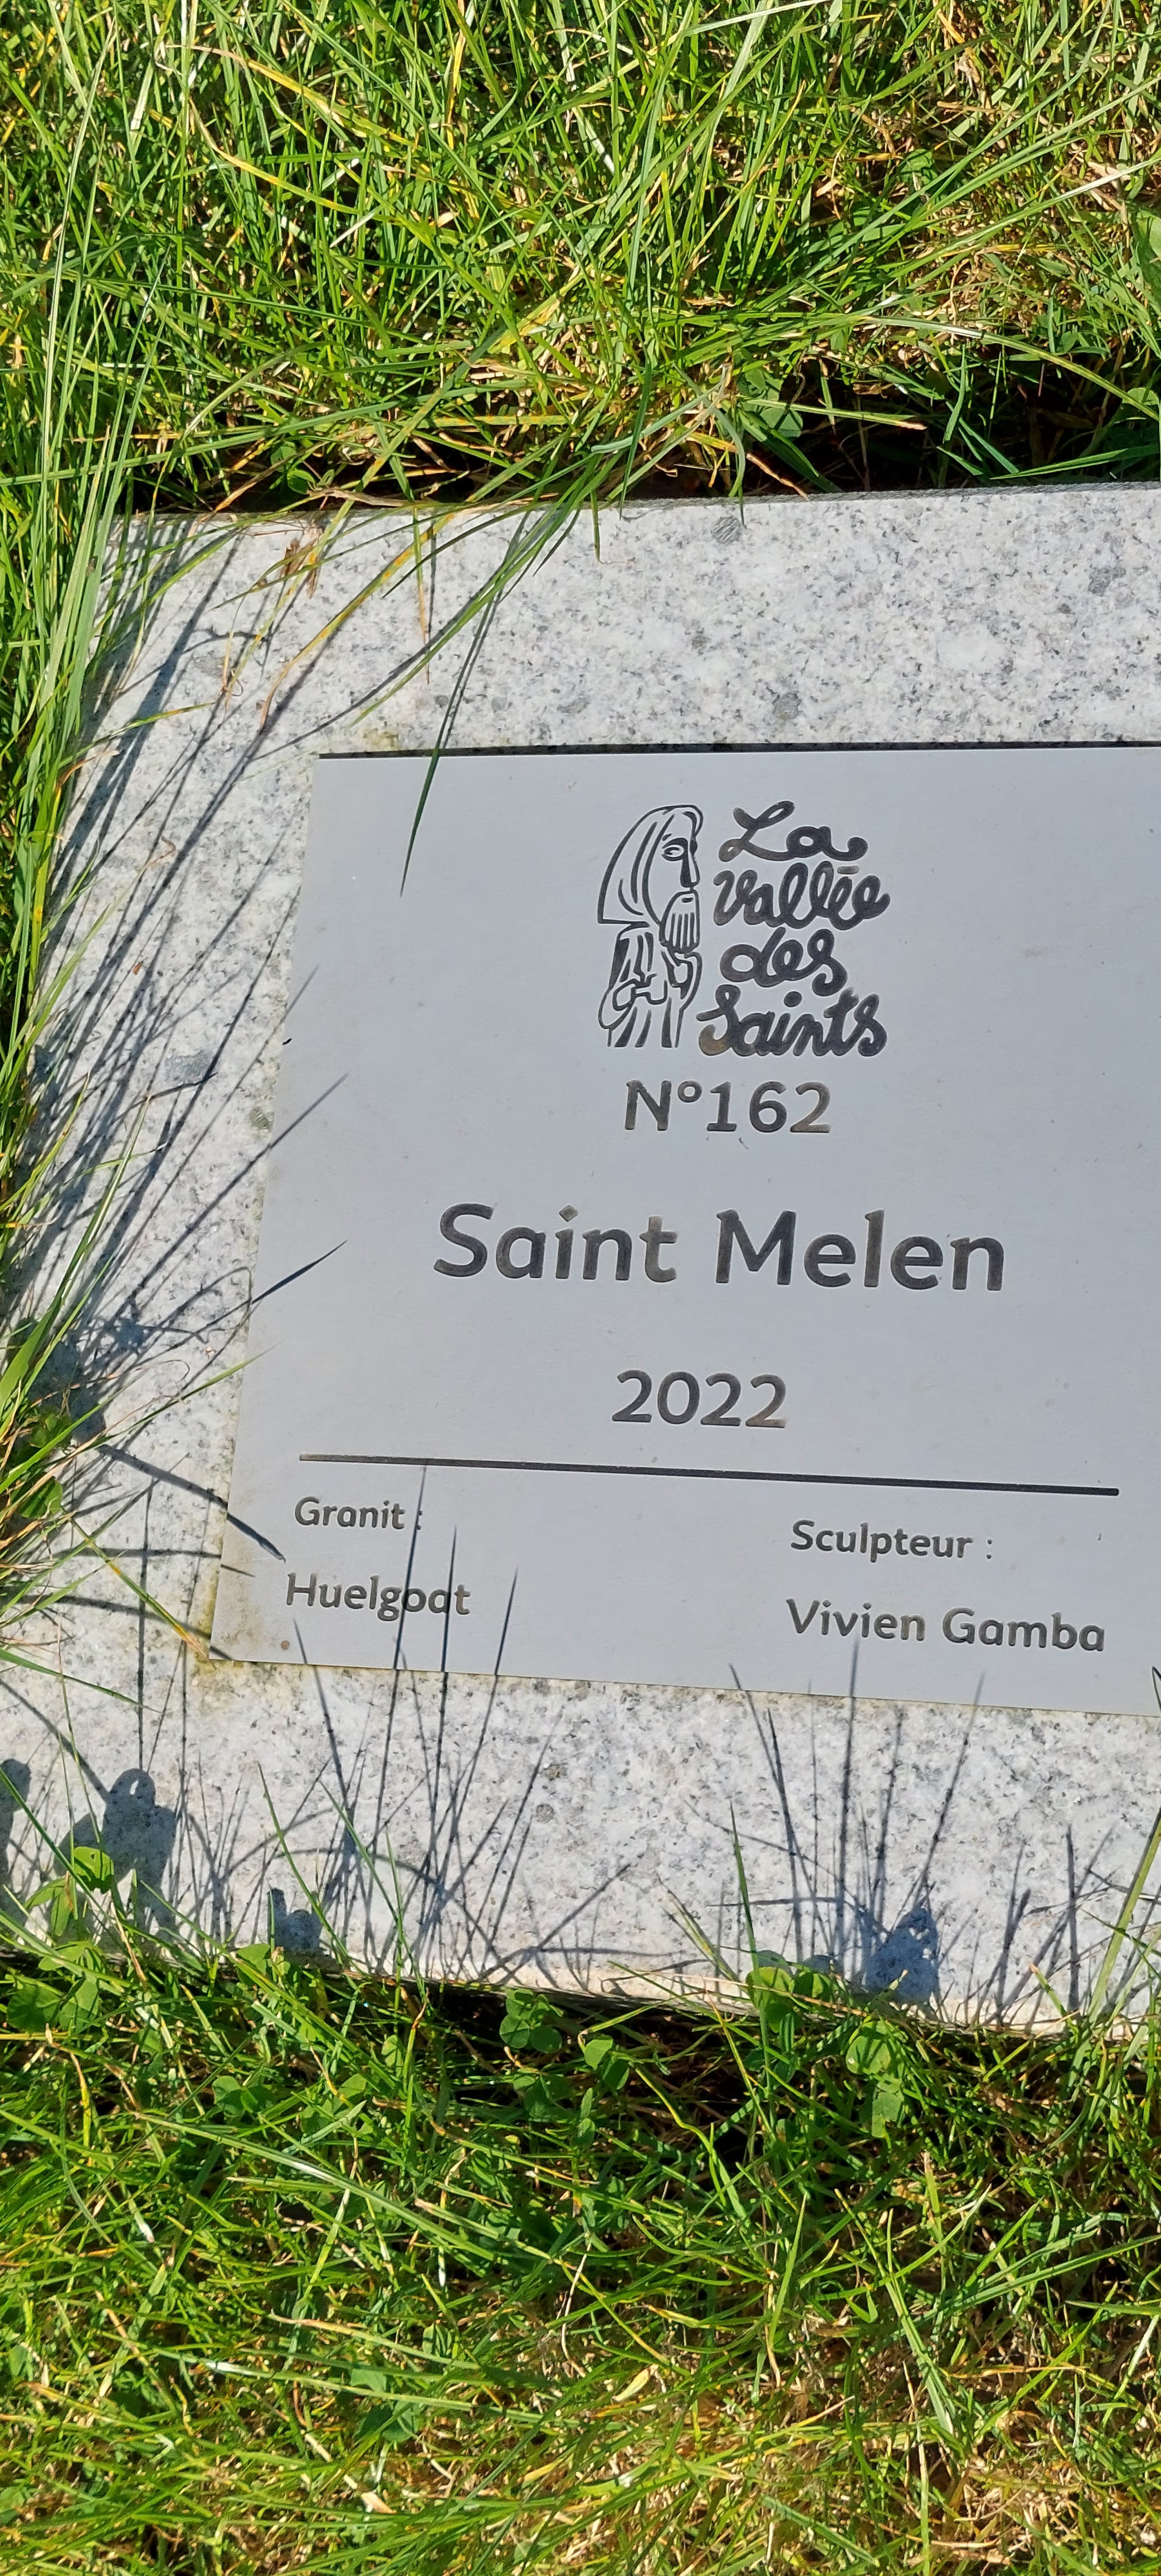 La
Vallée
des
Saints
N°162
Saint Melen
2022
Granit :
Sculpteur :
Huelgoat
Vivien Gamba